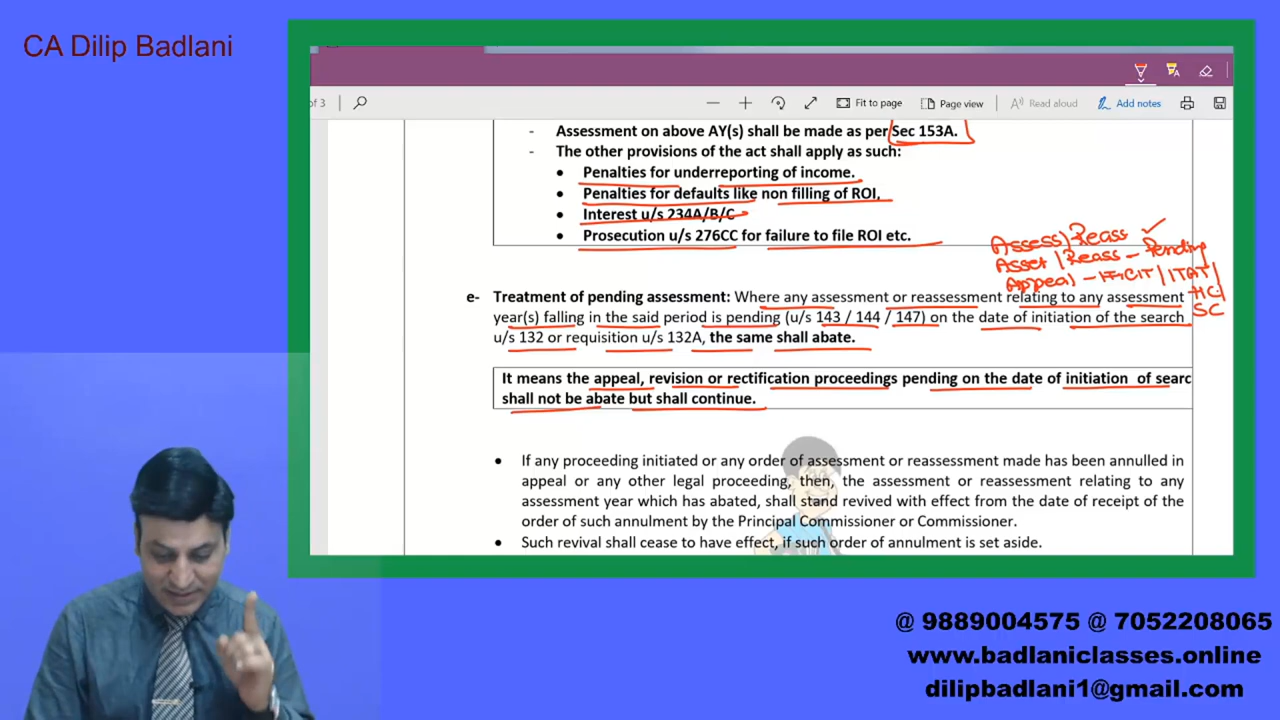 CA Dilip Badlani
of 3
Fit to page
Page view
Read aloud
Add notes
- Assessment on above AY(s) shall be made as per Sec 153A.
- The other provisions of the act shall apply as such:
• Penalties for underreporting of income.
• Penalties for defaults like non filling of ROI,
• Interest u/s 234A/B/C
• Prosecution u/s 276CC for failure to file ROI etc.
Assess/Reass ✓
Asset/Reass – Pending
Appeal – CIT/ITAT/
HC/
SC
e- Treatment of pending assessment: Where any assessment or reassessment relating to any assessment
year(s) falling in the said period is pending (u/s 143 / 144 / 147) on the date of initiation of the search
u/s 132 or requisition u/s 132A, the same shall abate.
It means the appeal, revision or rectification proceedings pending on the date of initiation of searc
shall not be abate but shall continue.
• If any proceeding initiated or any order of assessment or reassessment made has been annulled in
appeal or any other legal proceeding, then, the assessment or reassessment relating to any
assessment year which has abated, shall stand revived with effect from the date of receipt of the
order of such annulment by the Principal Commissioner or Commissioner.
• Such revival shall cease to have effect, if such order of annulment is set aside.
@ 9889004575 @ 7052208065
www.badlaniclasses.online
dilipbadlani1@gmail.com